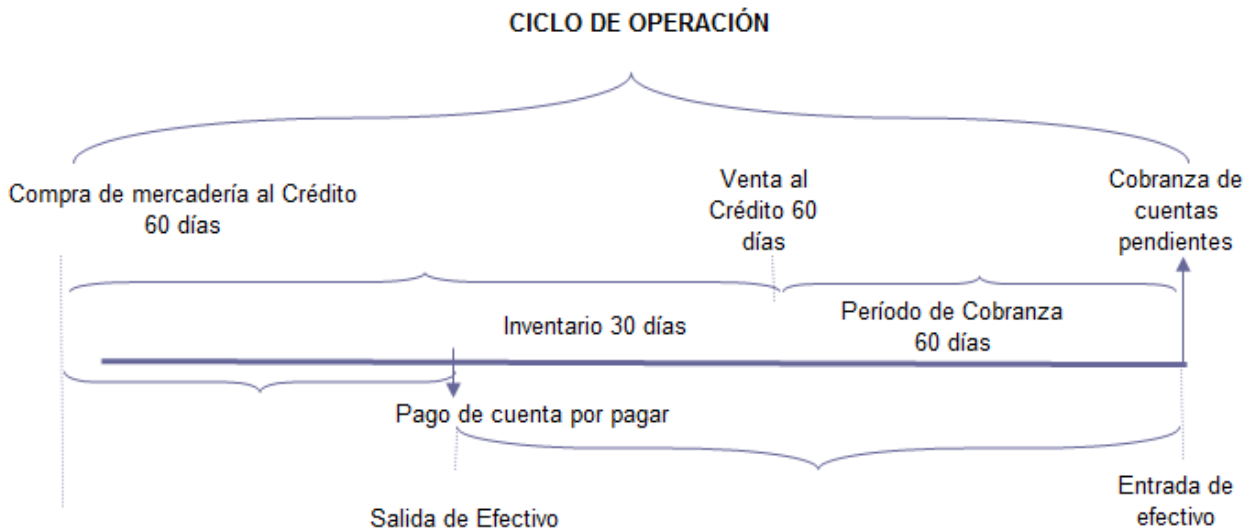 CICLO DE OPERACIÓN
Compra de mercadería al Crédito
60 días
Venta al
Crédito 60
días
Cobranza de
cuentas
pendientes
Inventario 30 días
Período de Cobranza
60 días
Pago de cuenta por pagar
Salida de Efectivo
Entrada de
efectivo